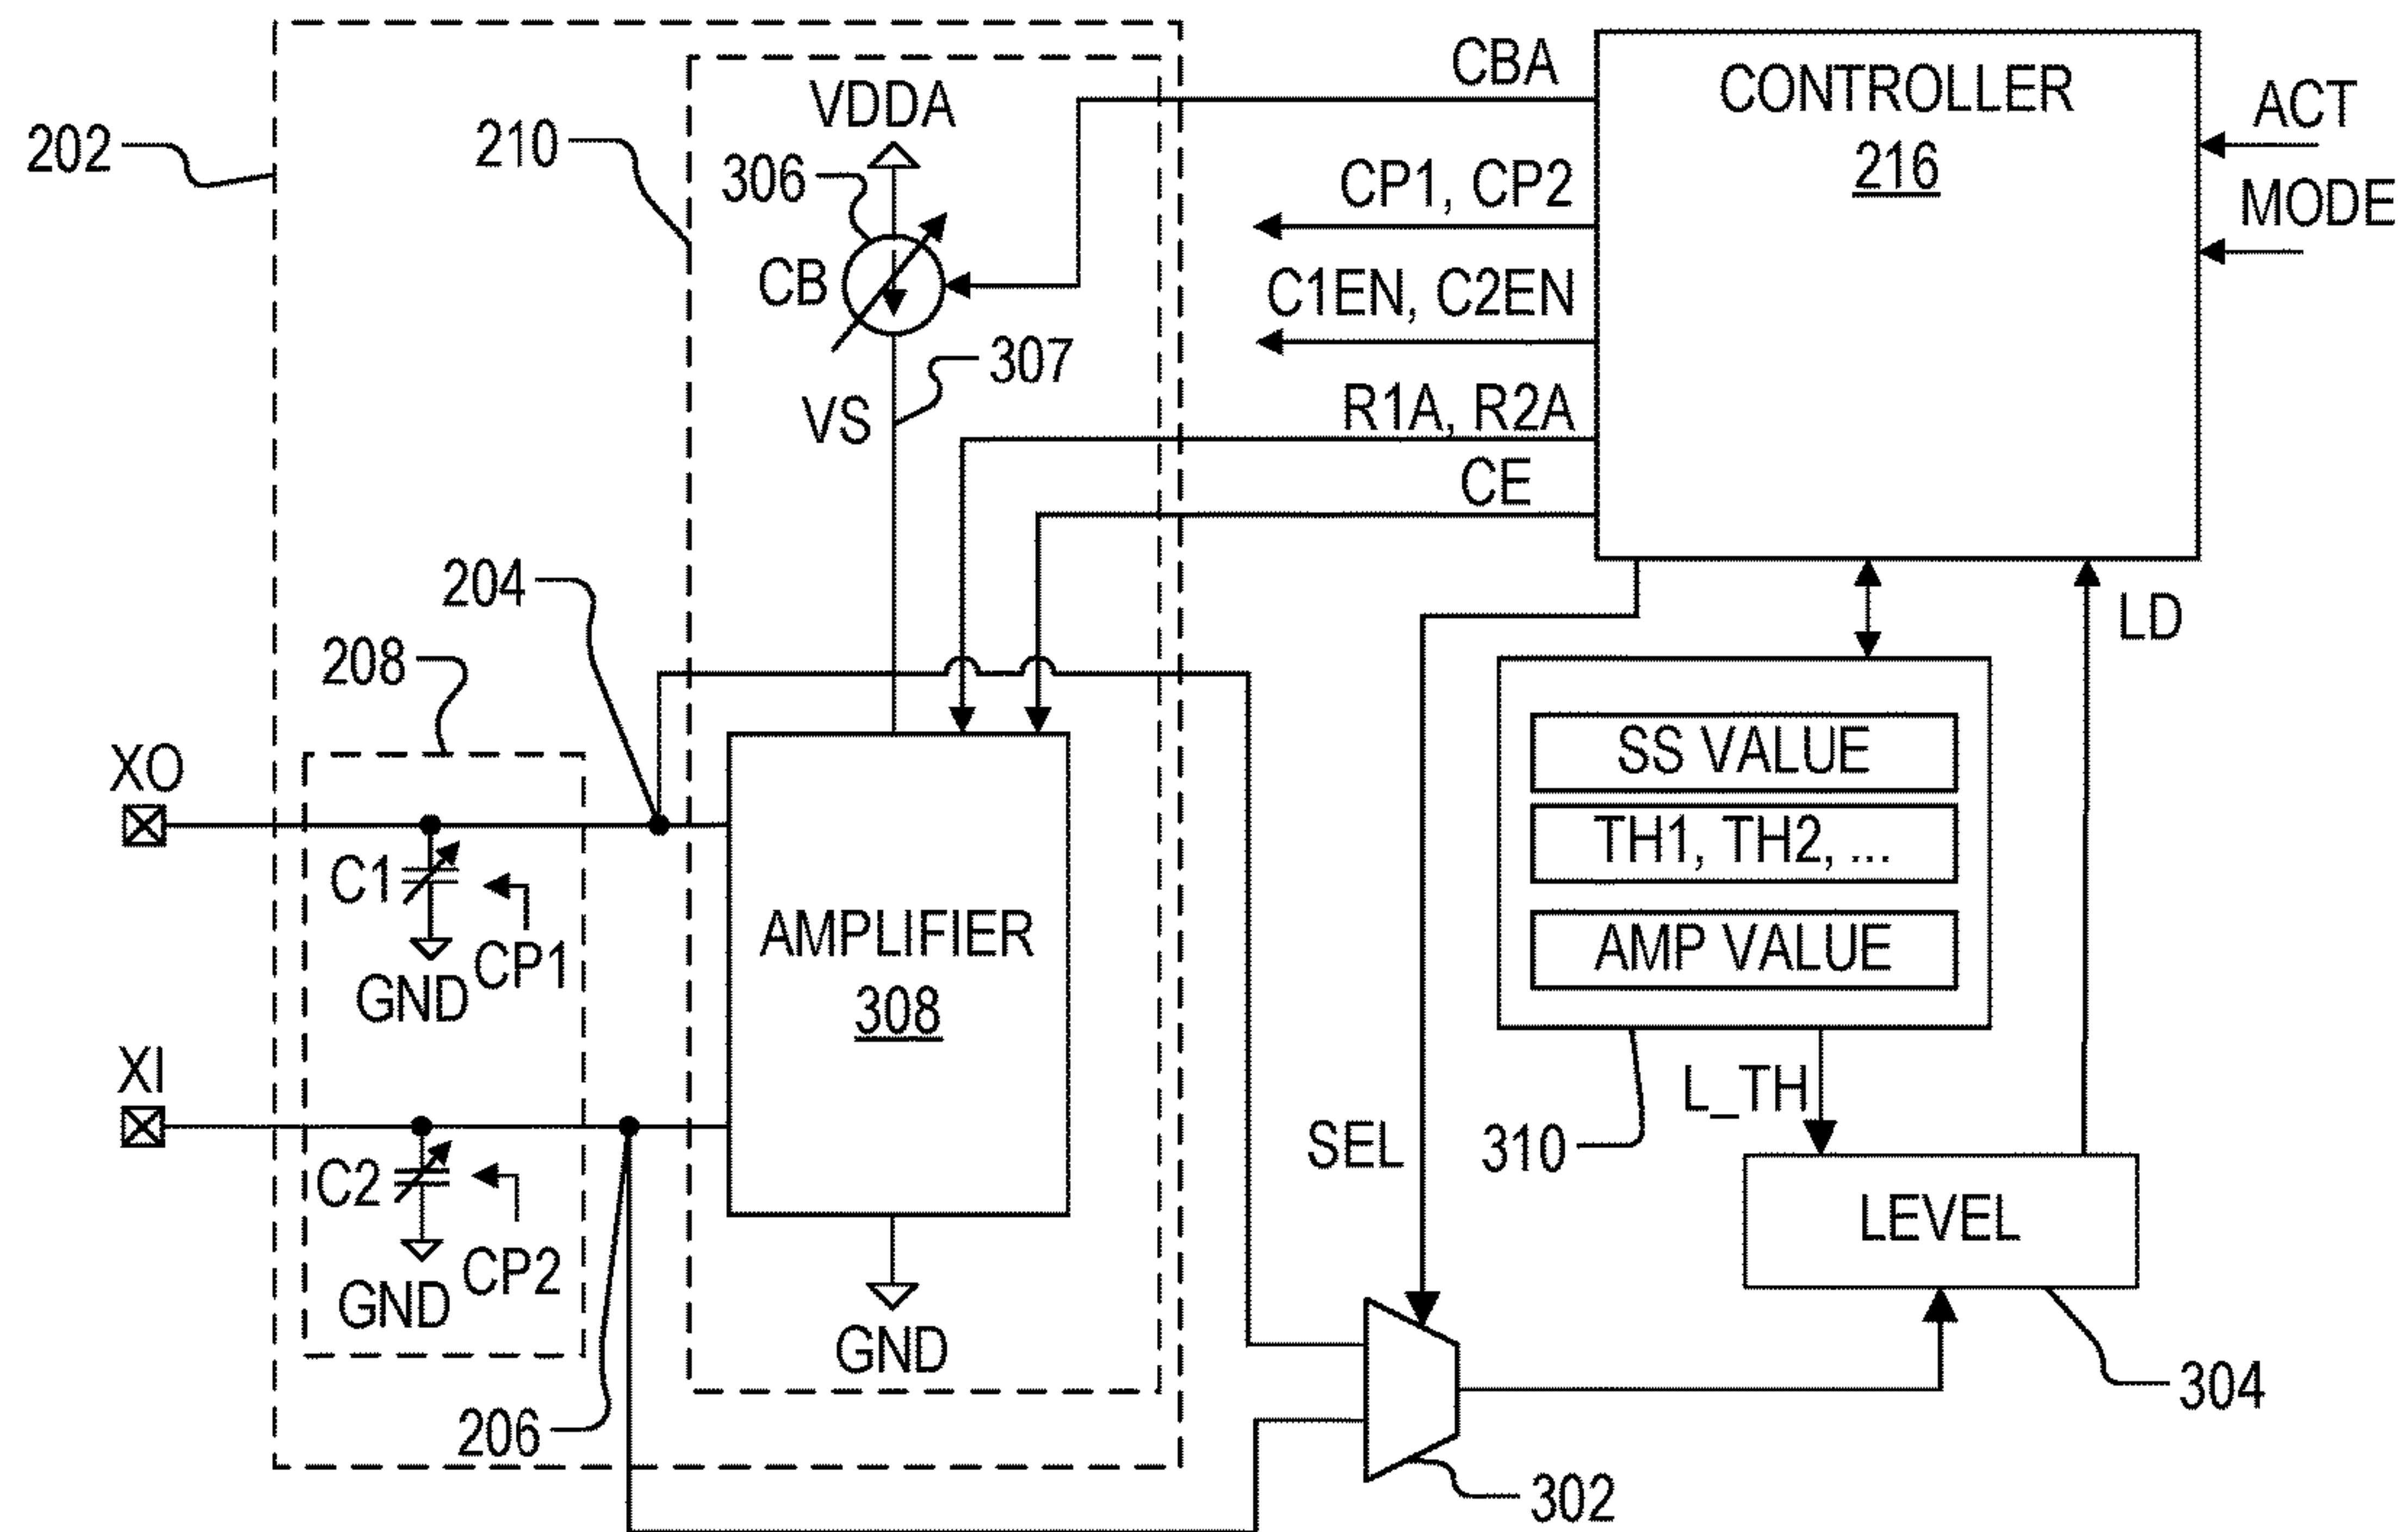 CBA
CONTROLLER
216
ACT
MODE
202
210
VDDA
306
CB
CP1, CP2
C1EN, C2EN
307
VS
R1A, R2A
CE
204
208
LD
XO
C1
CP1
GND
SS VALUE
TH1, TH2, ...
AMP VALUE
AMPLIFIER
308
XI
C2
CP2
GND
GND
SEL
310
L_TH
LEVEL
304
206
302